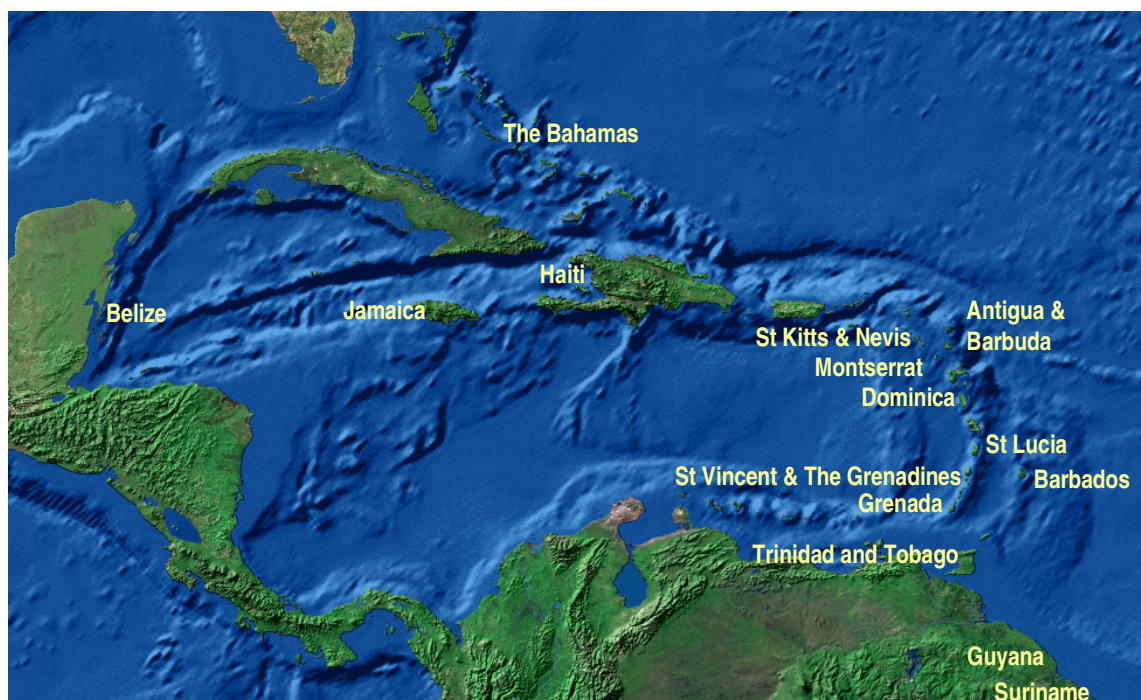 The Bahamas
Haiti
Belize
Jamaica
Antigua &
Barbuda
St Kitts & Nevis
Montserrat
Dominica
St Lucia
St Vincent & The Grenadines
Barbados
Grenada
Trinidad and Tobago
Guyana
Suriname